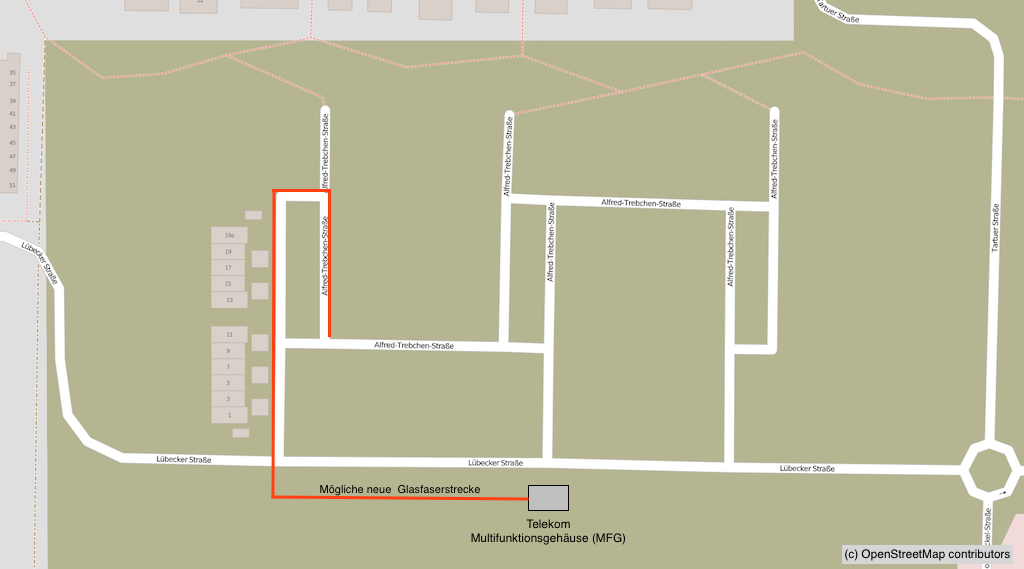 Tartuer Straße
35
37
39
41
43
45
47
49
51
Alfred-Trebchen-Straße
Alfred-Trebchen-Straße
Alfred-Trebchen-Straße
Alfred-Trebchen-Straße
Tartuer Straße
Lübecker Straße
19a
19
17
15
13
Alfred-Trebchen-Straße
Alfred-Trebchen-Straße
Alfred-Trebchen-Straße
11
9
7
5
3
1
Alfred-Trebchen-Straße
Lübecker Straße
Lübecker Straße
Lübecker Straße
Mögliche neue Glasfaserstrecke
Telekom
Multifunktionsgehäuse (MFG)
(c) OpenStreetMap contributors